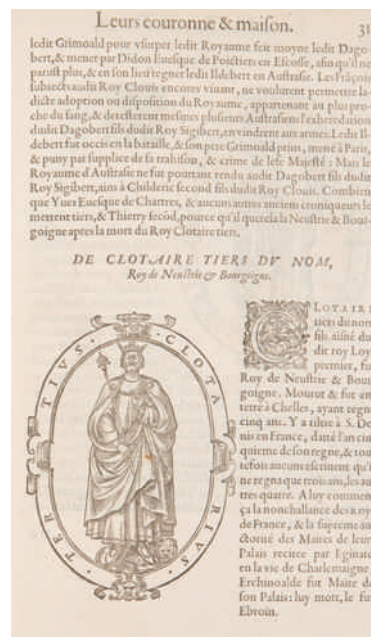 Leurs couronne & maison. 31
ledit Grimoald pour vsurper ledit Royaume feit moyne ledit Dago-
bert, & mener par Didon Euesque de Poictiers en Escosse, afin qu'il ne
parust plus, & en son lieu regner ledit Ildebert en Austrasie. Les Frãçois
subiects audit Roy Clouis encores viuant, ne voulurent permettre la-
dicte adoption ou disposition du Royaume, appartenant au plus pro-
che du sang, & detesterent mesmes plusieurs Austrasiens l'exheredation
dudit Dagobert fils dudit Roy Sigibert, en vindrent aux armes. Ledit Il-
debert fut occis en la bataille, & son pere Grimoald prins, mené à Paris,
& puny par supplice de sa trahison, & crime de lese Majesté : Mais le
Royaume d'Austrasie ne fut pourtant rendu audit Dagobert fils dudit
Roy Sigibert, ains à Childeric second fils dudit Roy Clouis. Combien
que Yues Euesque de Chartres, & aucuns autres anciens croniqueurs le
mettent tiers, & Thierry secõd, pource qu'il querela la Neustrie & Bour-
goigne apres la mort du Roy Clotaire tiers.
DE CLOTAIRE TIERS DV NOM,
Roy de Neustrie & Bourgoigne.
CLOTARIVS TERTIVS
CLOTAIRE
tiers du nom
fils aisné du
dit roy Loy
premier, fu
Roy de Neustrie & Bour
goigne. Mourut & fut en
terré à Chelles, ayant regn
cinq ans. Y a tiltre à S. De
nis en France, datté l'an cin
quieme de son regne, & tou
tefois aucuns escriuent qu'i
ne regna que trois ans, les au
tres quatre. A luy commen
ça la nonchallance des roy
de France, & la supreme au
ctorité des Maires de leur
Palais recitee par Eginard
en la vie de Charlemaigne,
Erchinoalde fut Maire de
son Palais: luy mort, le fut
Ebroin.